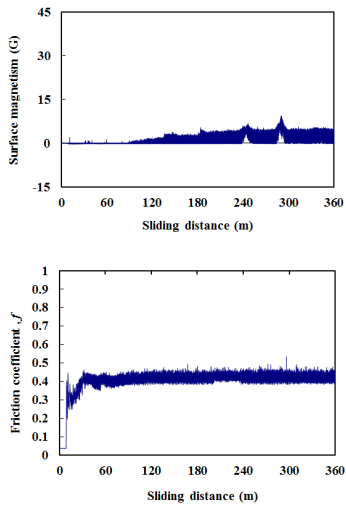 45
30
15
0
-15
Surface magnetism (G)
0 60 120 180 240 300 360
Sliding distance (m)
1
0.9
0.8
0.7
0.6
0.5
0.4
0.3
0.2
0.1
0
Friction coefficient ,f
0 60 120 180 240 300 360
Sliding distance (m)